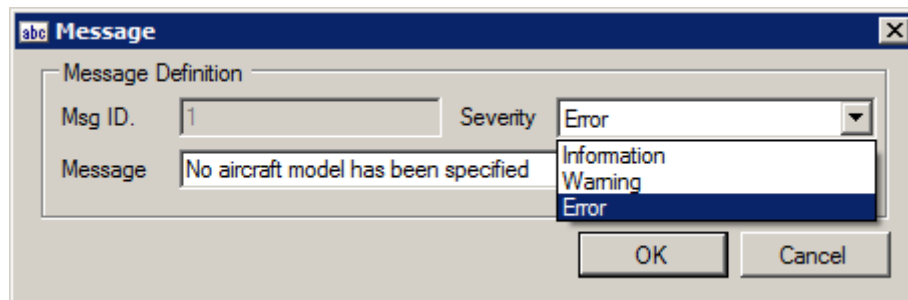 abc Message
Message Definition
Msg ID. 1 Severity Error
Message No aircraft model has been specified
Information
Warning
Error
OK Cancel